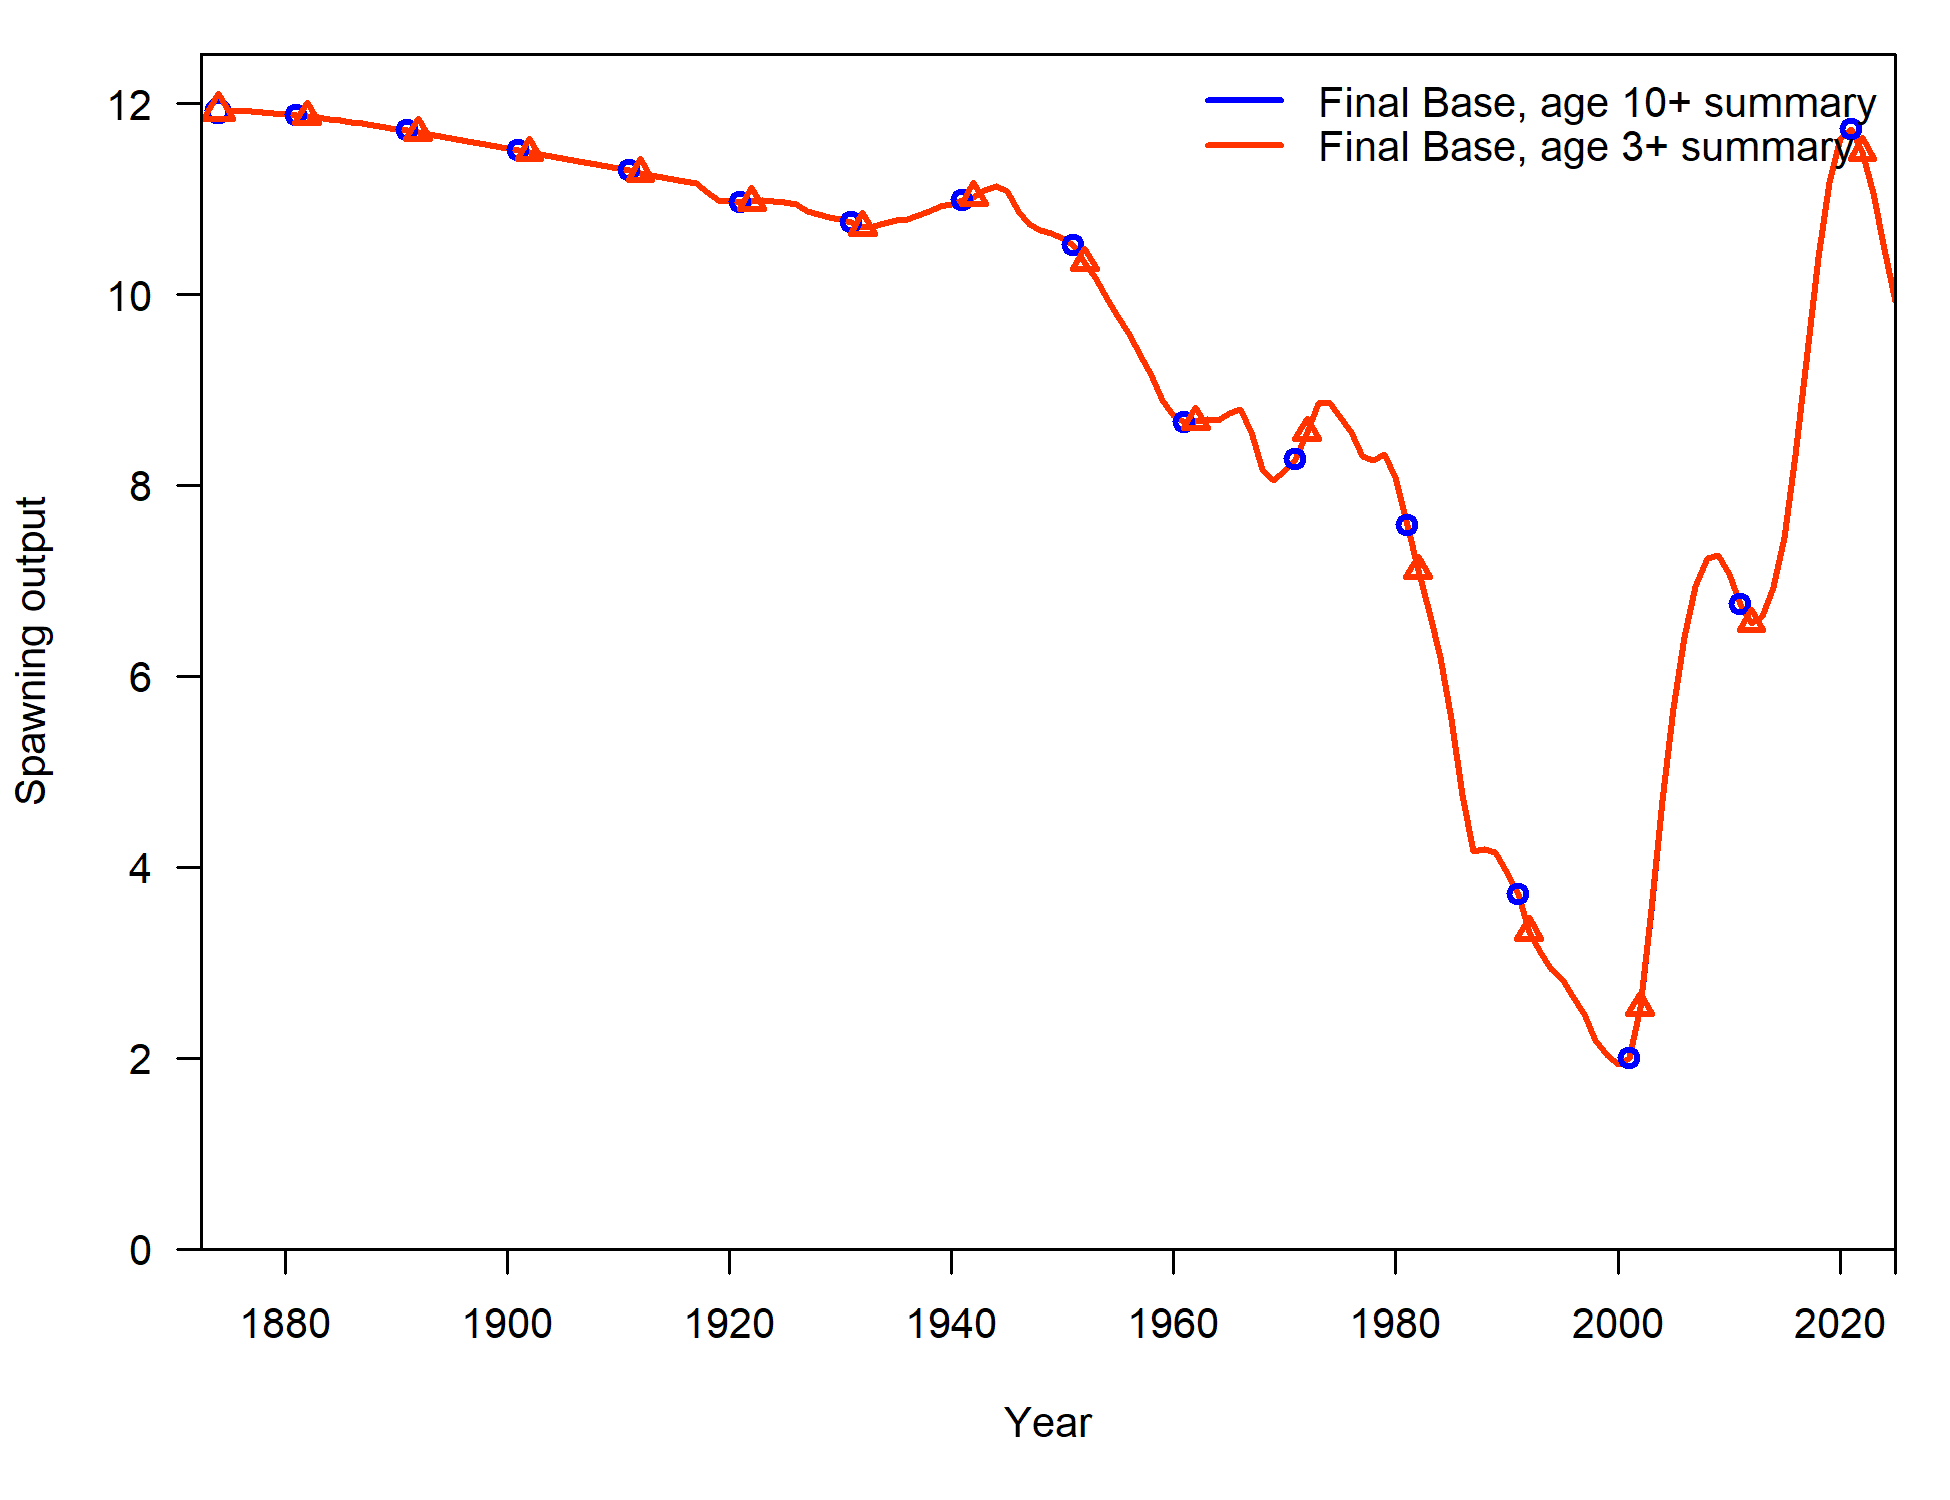 Final Base, age 10+ summary
Final Base, age 3+ summary
12
10
8
6
4
2
0
Spawning output
1880 1900 1920 1940 1960 1980 2000 2020
Year